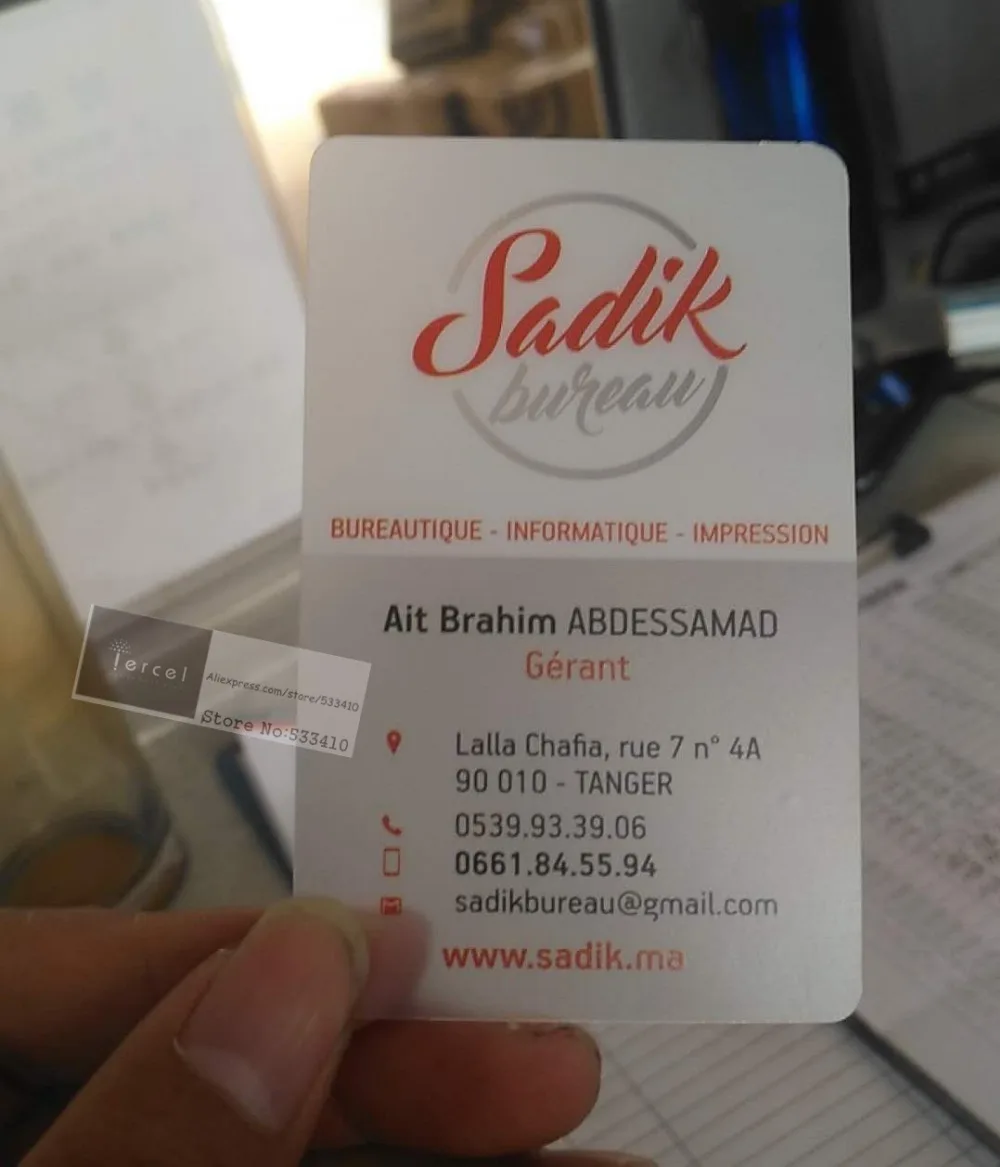 Sadik
bureau
BUREAUTIQUE - INFORMATIQUE - IMPRESSION
Ait Brahim ABDESSAMAD
Gérant
Lalla Chafia, rue 7 n° 4A
90 010 - TANGER
0539.93.39.06
0661.84.55.94
sadikbureau@gmail.com
www.sadik.ma
Tercel
Aliexpress.com/store/533410
Store No:533410